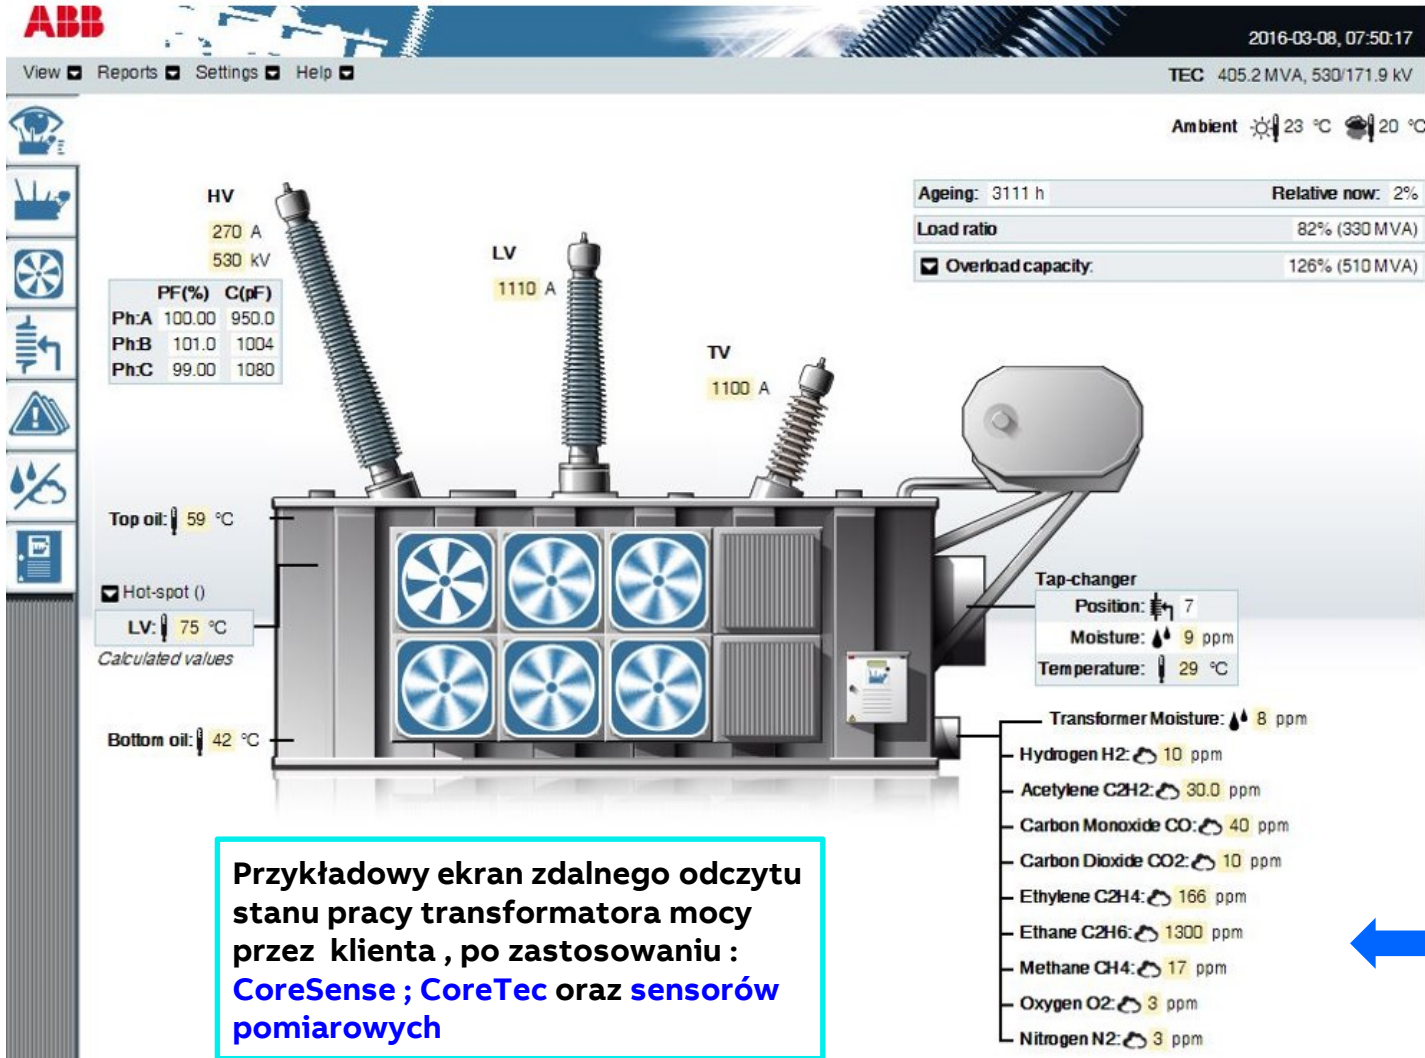 ABB
2016-03-08, 07:50:17
View Reports Settings Help
TEC 405.2 MVA, 530/171.9 kV
Ambient 23 °C 20 °C
Ageing: 3111 h Relative now: 2%
Load ratio 82% (330 MVA)
Overload capacity: 126% (510 MVA)
HV
270 A
530 kV
PF(%) C(pF)
Ph:A 100.00 950.0
Ph:B 101.0 1004
Ph:C 99.00 1080
LV
1110 A
TV
1100 A
Top oil: 59 °C
Hot-spot ()
LV: 75 °C
Calculated values
Bottom oil: 42 °C
Tap-changer
Position: 7
Moisture: 9 ppm
Temperature: 29 °C
Transformer Moisture: 8 ppm
Hydrogen H2: 10 ppm
Acetylene C2H2: 30.0 ppm
Carbon Monoxide CO: 40 ppm
Carbon Dioxide CO2: 10 ppm
Ethylene C2H4: 166 ppm
Ethane C2H6: 1300 ppm
Methane CH4: 17 ppm
Oxygen O2: 3 ppm
Nitrogen N2: 3 ppm
Przykładowy ekran zdalnego odczytu
stanu pracy transformatora mocy
przez klienta , po zastosowaniu :
CoreSense ; CoreTec oraz sensorów
pomiarowych